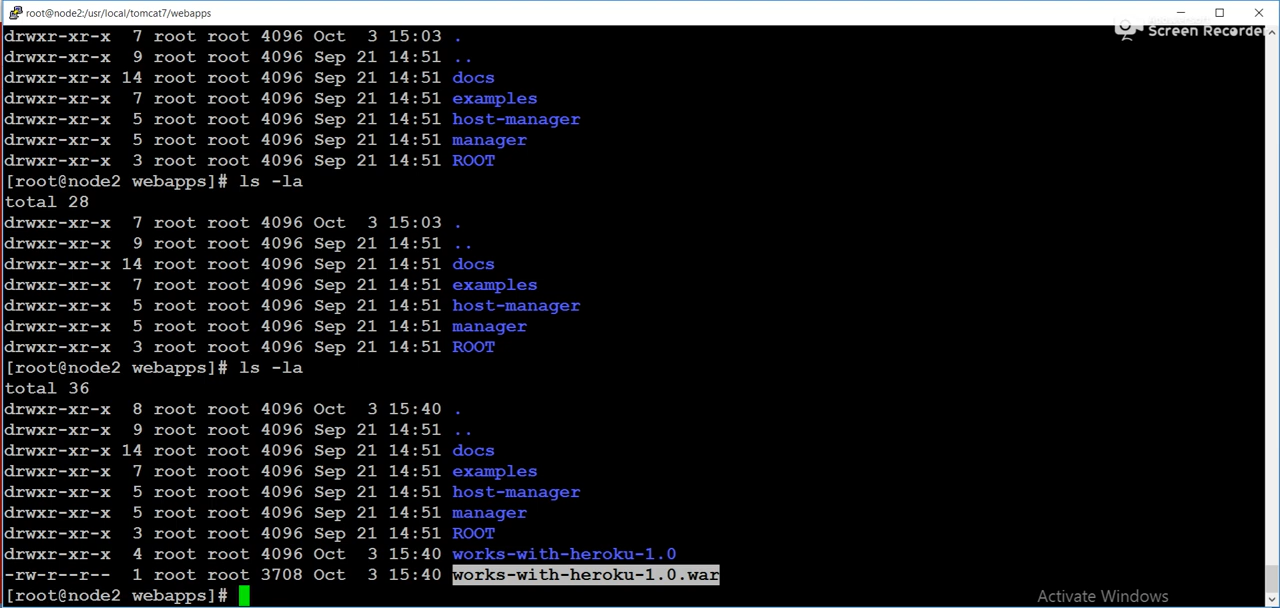 root@node2:/usr/local/tomcat7/webapps
Screen Recorder
drwxr-xr-x  7 root root 4096 Oct  3 15:03 .
drwxr-xr-x  9 root root 4096 Sep 21 14:51 ..
drwxr-xr-x 14 root root 4096 Sep 21 14:51 docs
drwxr-xr-x  7 root root 4096 Sep 21 14:51 examples
drwxr-xr-x  5 root root 4096 Sep 21 14:51 host-manager
drwxr-xr-x  5 root root 4096 Sep 21 14:51 manager
drwxr-xr-x  3 root root 4096 Sep 21 14:51 ROOT
[root@node2 webapps]# ls -la
total 28
drwxr-xr-x  7 root root 4096 Oct  3 15:03 .
drwxr-xr-x  9 root root 4096 Sep 21 14:51 ..
drwxr-xr-x 14 root root 4096 Sep 21 14:51 docs
drwxr-xr-x  7 root root 4096 Sep 21 14:51 examples
drwxr-xr-x  5 root root 4096 Sep 21 14:51 host-manager
drwxr-xr-x  5 root root 4096 Sep 21 14:51 manager
drwxr-xr-x  3 root root 4096 Sep 21 14:51 ROOT
[root@node2 webapps]# ls -la
total 36
drwxr-xr-x  8 root root 4096 Oct  3 15:40 .
drwxr-xr-x  9 root root 4096 Sep 21 14:51 ..
drwxr-xr-x 14 root root 4096 Sep 21 14:51 docs
drwxr-xr-x  7 root root 4096 Sep 21 14:51 examples
drwxr-xr-x  5 root root 4096 Sep 21 14:51 host-manager
drwxr-xr-x  5 root root 4096 Sep 21 14:51 manager
drwxr-xr-x  3 root root 4096 Sep 21 14:51 ROOT
drwxr-xr-x  4 root root 4096 Oct  3 15:40 works-with-heroku-1.0
-rw-r--r--  1 root root 3708 Oct  3 15:40 works-with-heroku-1.0.war
[root@node2 webapps]#
Activate Windows